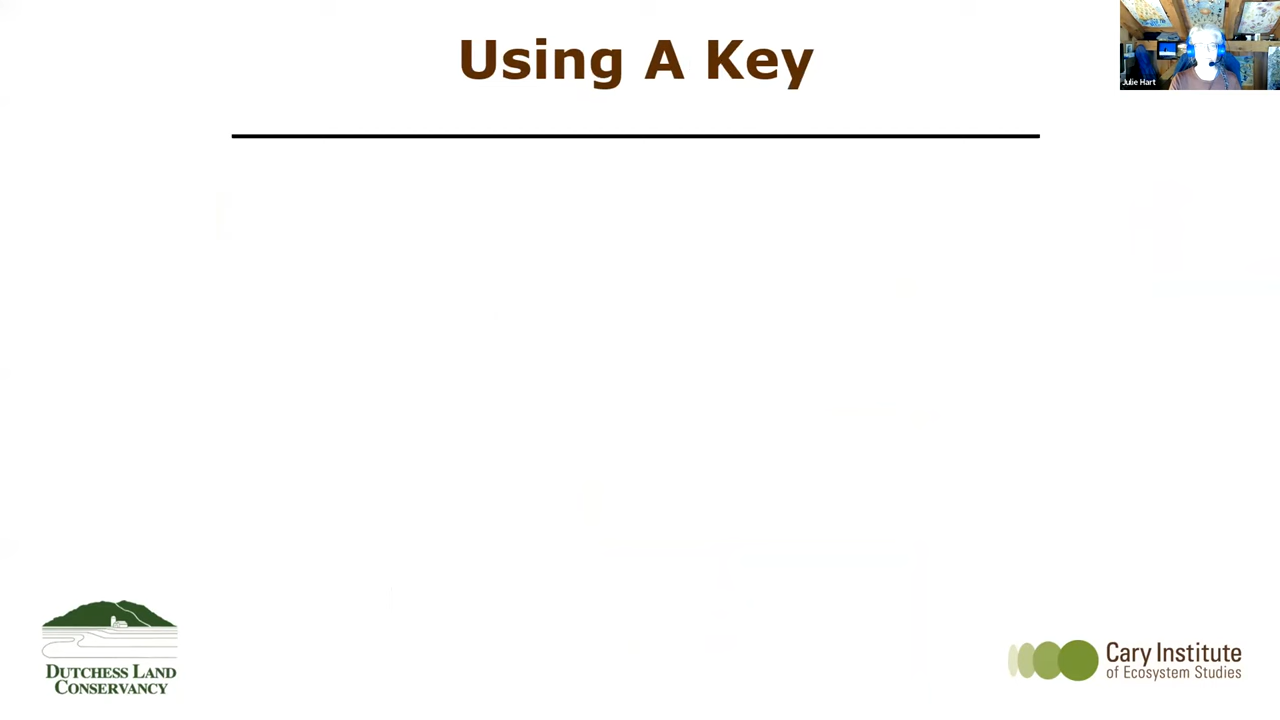 Using A Key
Julie Hart
DUTCHESS LAND
CONSERVANCY
Cary Institute
of Ecosystem Studies